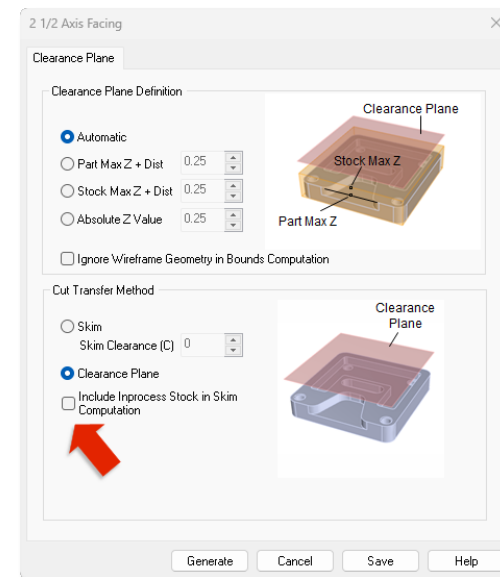 2 1/2 Axis Facing
Clearance Plane
Clearance Plane Definition
Automatic
Part Max Z + Dist 0.25
Stock Max Z + Dist 0.25
Absolute Z Value 0.25
Clearance Plane
Stock Max Z
Part Max Z
Ignore Wireframe Geometry in Bounds Computation
Cut Transfer Method
Skim
Skim Clearance (C) 0
Clearance Plane
Include Inprocess Stock in Skim
Computation
Clearance
Plane
Generate Cancel Save Help